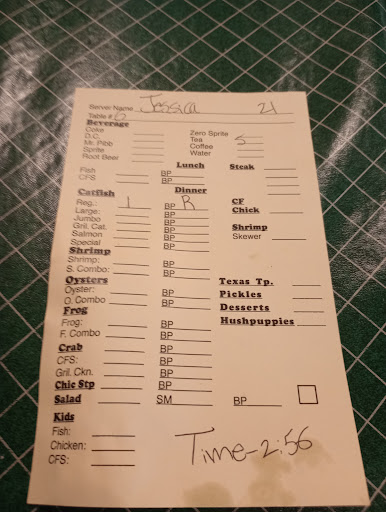 Server Name Jessica 21
Table # 6
Beverage
Coke
D.C.
Mr. Pibb
Sprite
Root Beer
Zero Sprite
Tea S
Coffee
Water
Lunch
Fish BP
CFS BP
Steak
Catfish Dinner
Reg.: 1 BP R
Large: BP
Jumbo BP
Gril. Cat. BP
Salmon BP
Special BP
CF
Chick
Shrimp
Skewer
Shrimp
Shrimp: BP
S. Combo: BP
Oysters
Oyster: BP
O. Combo BP
Frog
Frog: BP
F. Combo BP
Texas Tp.
Pickles
Desserts
Hushpuppies
Crab BP
CFS: BP
Gril. Ckn. BP
Chic Stp BP
Salad SM BP
Kids
Fish:
Chicken:
CFS:
Time-2:56